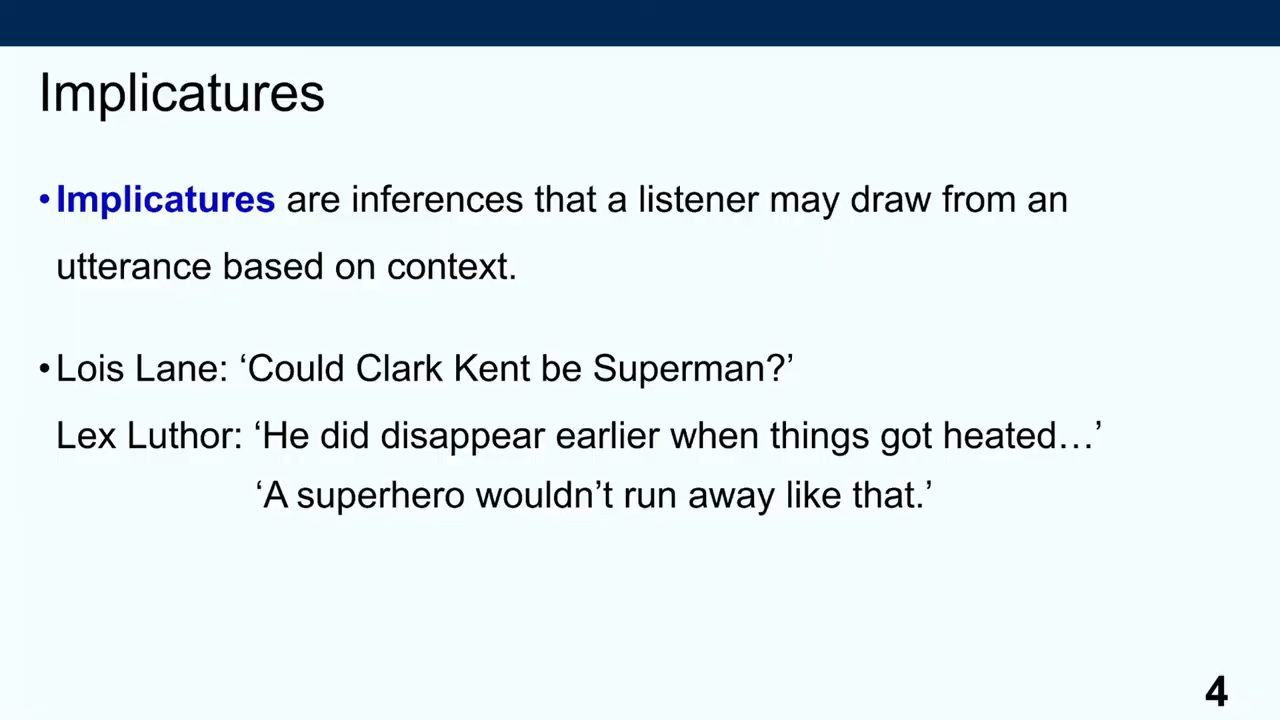 Implicatures
•Implicatures are inferences that a listener may draw from an
utterance based on context.
•Lois Lane: ‘Could Clark Kent be Superman?’
Lex Luthor: ‘He did disappear earlier when things got heated…’
‘A superhero wouldn’t run away like that.’
4